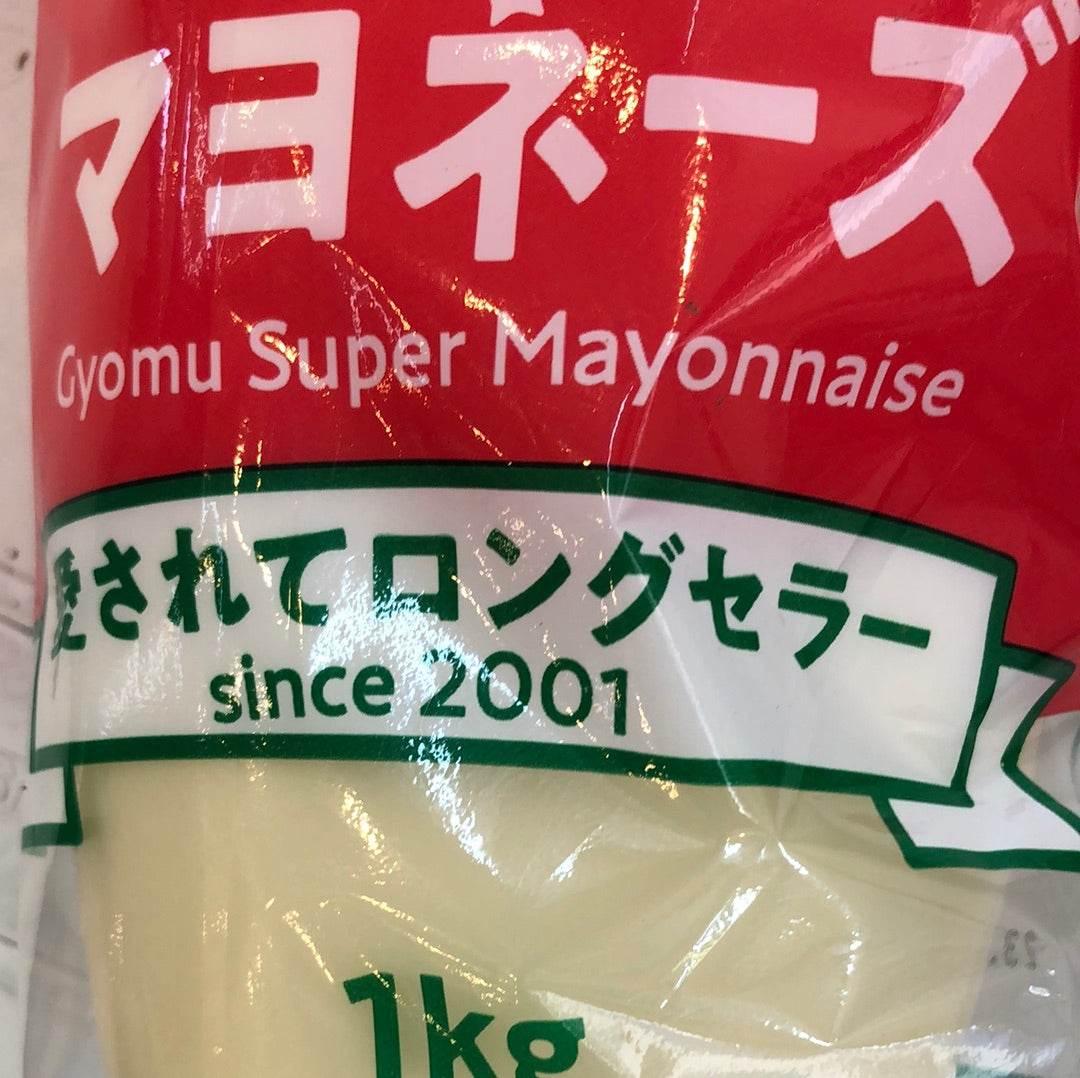 マヨネーズ
Gyomu Super Mayonnaise
愛されてロングセラー
since 2001
1kg